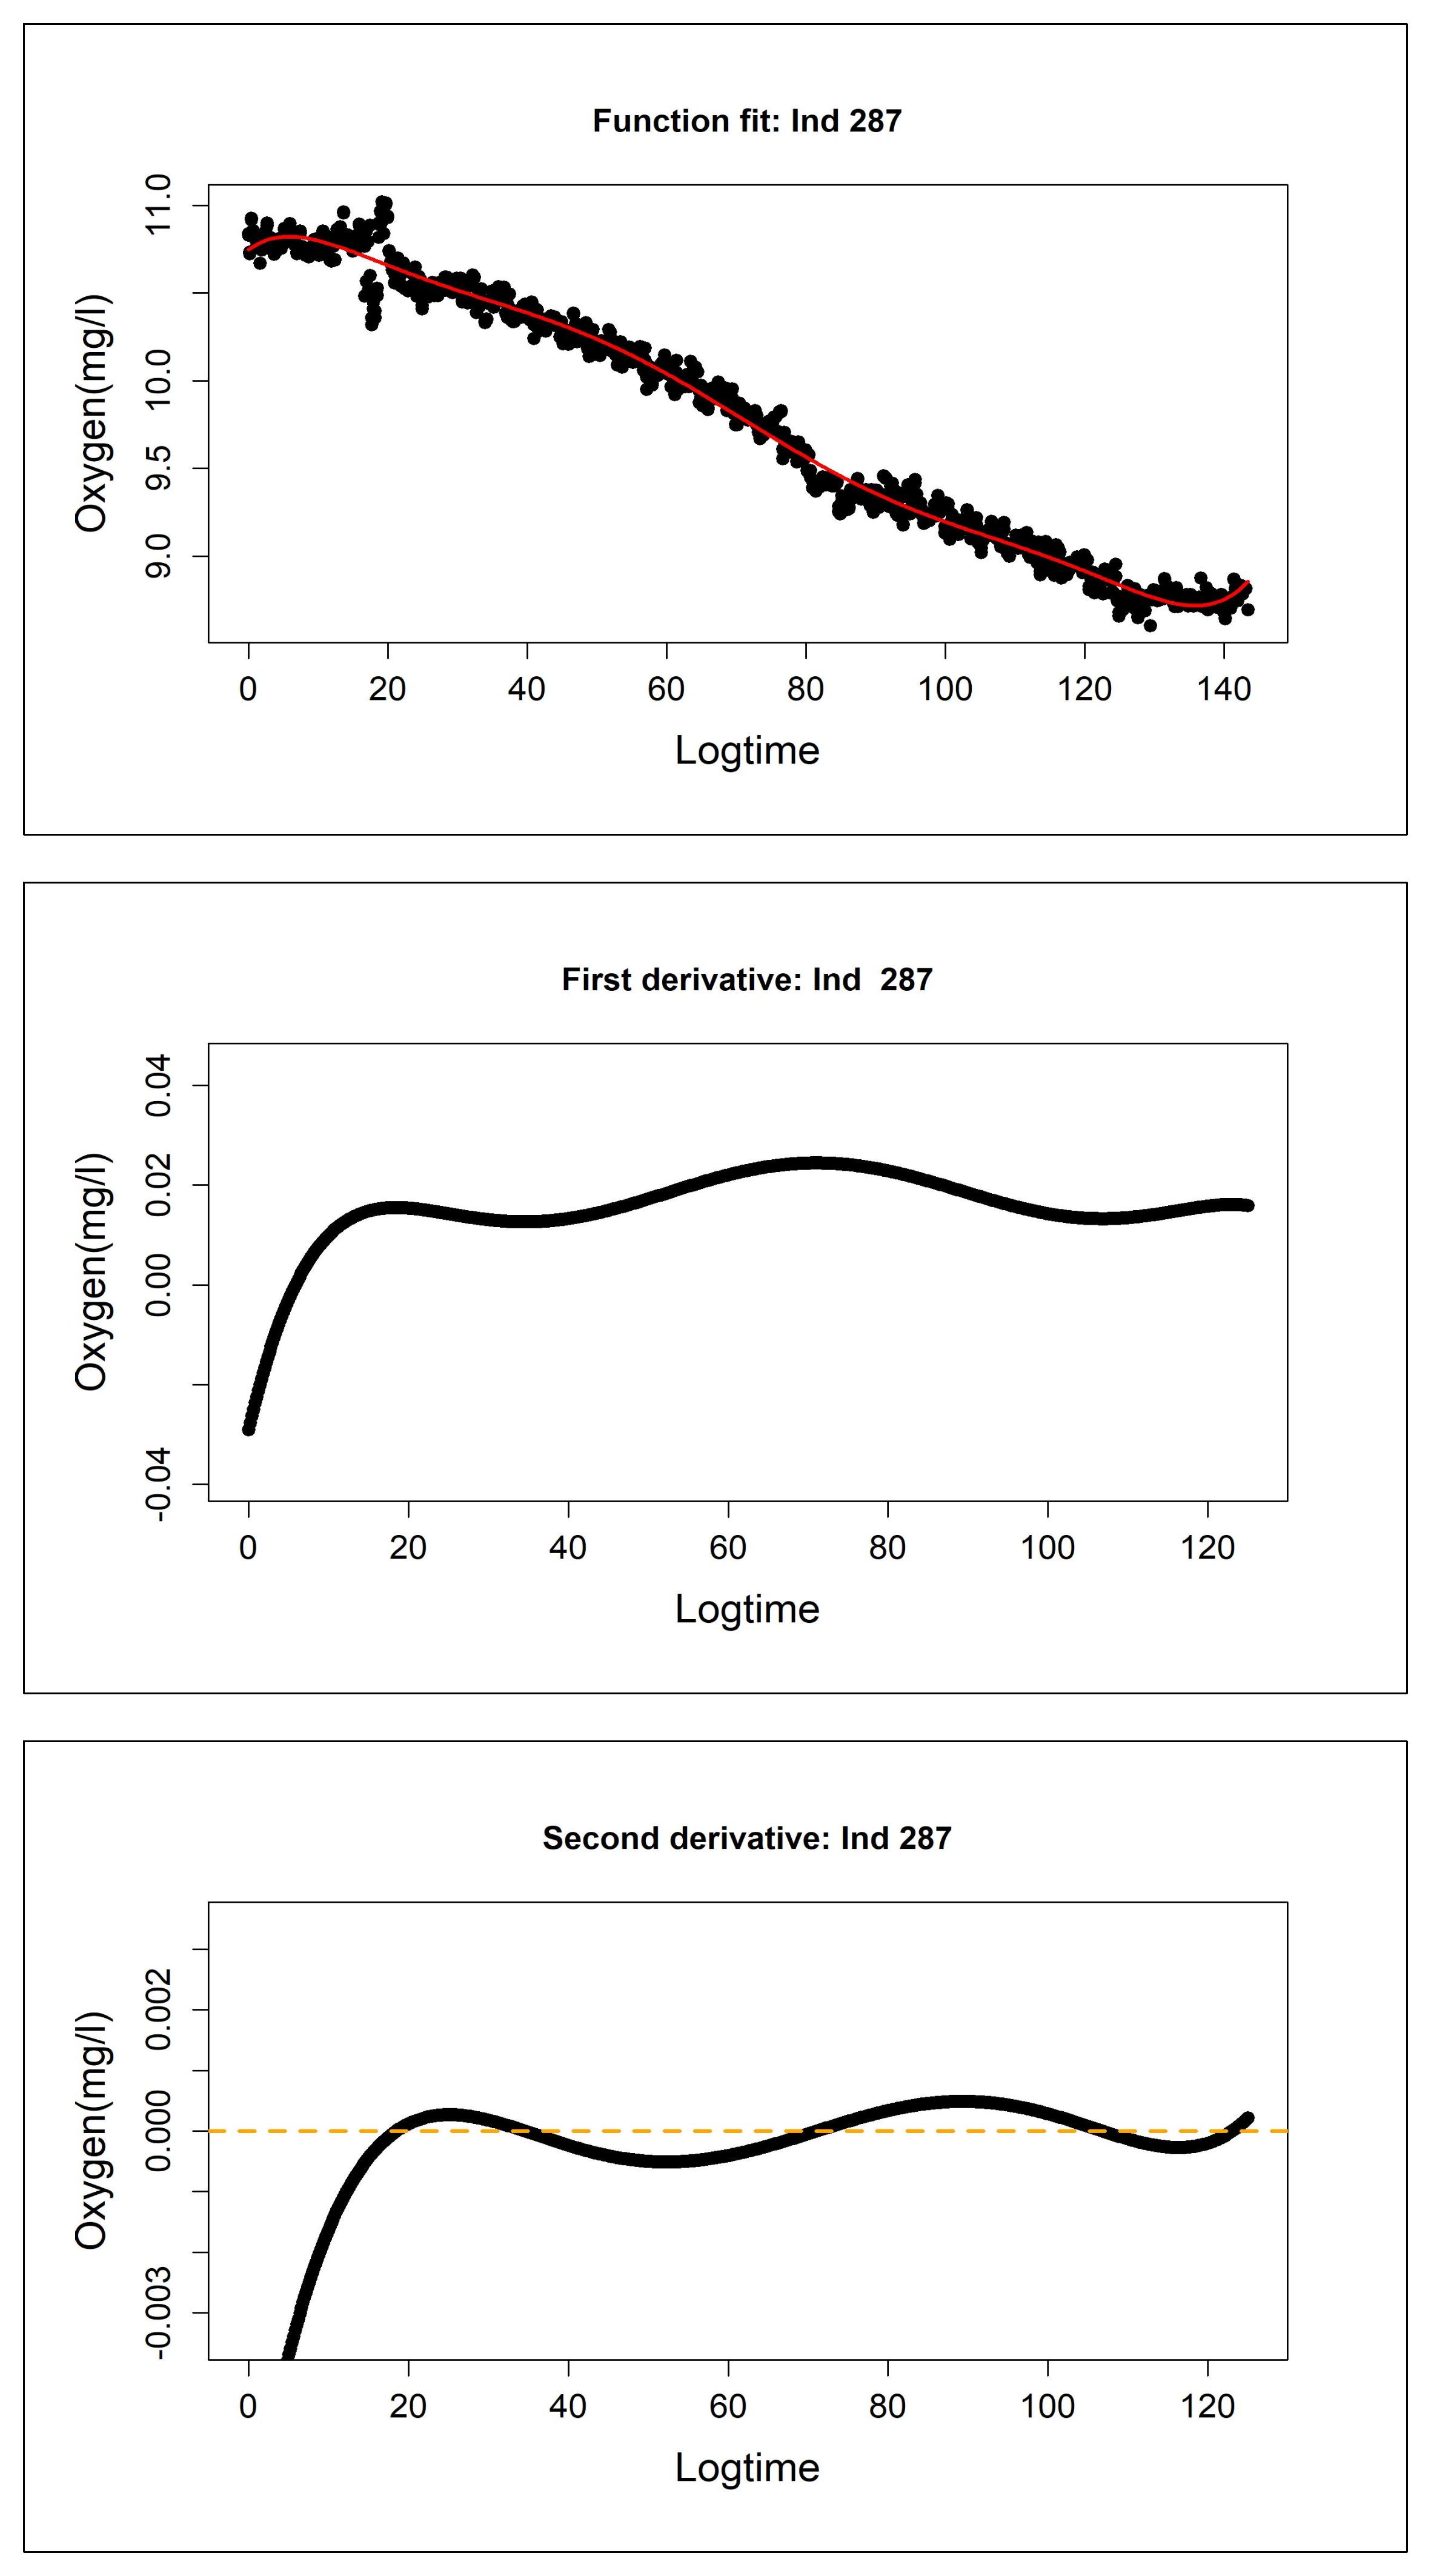 Function fit: Ind 287
Oxygen(mg/l)
11.0
10.0
9.5
9.0
0 20 40 60 80 100 120 140
Logtime
First derivative: Ind  287
Oxygen(mg/l)
0.04
0.02
0.00
-0.04
0 20 40 60 80 100 120
Logtime
Second derivative: Ind 287
Oxygen(mg/l)
0.002
0.000
-0.003
0 20 40 60 80 100 120
Logtime